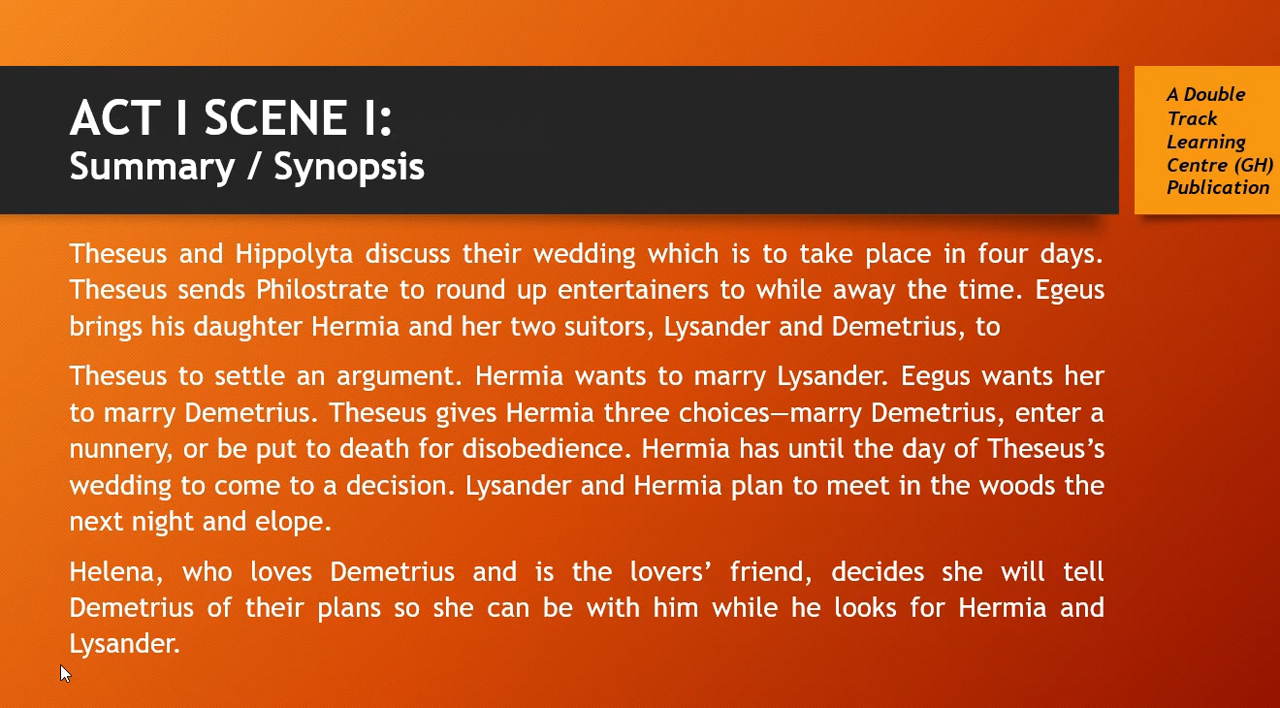 ACT I SCENE I:
Summary / Synopsis
A Double
Track
Learning
Centre (GH)
Publication
Theseus and Hippolyta discuss their wedding which is to take place in four days.
Theseus sends Philostrate to round up entertainers to while away the time. Egeus
brings his daughter Hermia and her two suitors, Lysander and Demetrius, to
Theseus to settle an argument. Hermia wants to marry Lysander. Eegus wants her
to marry Demetrius. Theseus gives Hermia three choices—marry Demetrius, enter a
nunnery, or be put to death for disobedience. Hermia has until the day of Theseus’s
wedding to come to a decision. Lysander and Hermia plan to meet in the woods the
next night and elope.
Helena, who loves Demetrius and is the lovers’ friend, decides she will tell
Demetrius of their plans so she can be with him while he looks for Hermia and
Lysander.